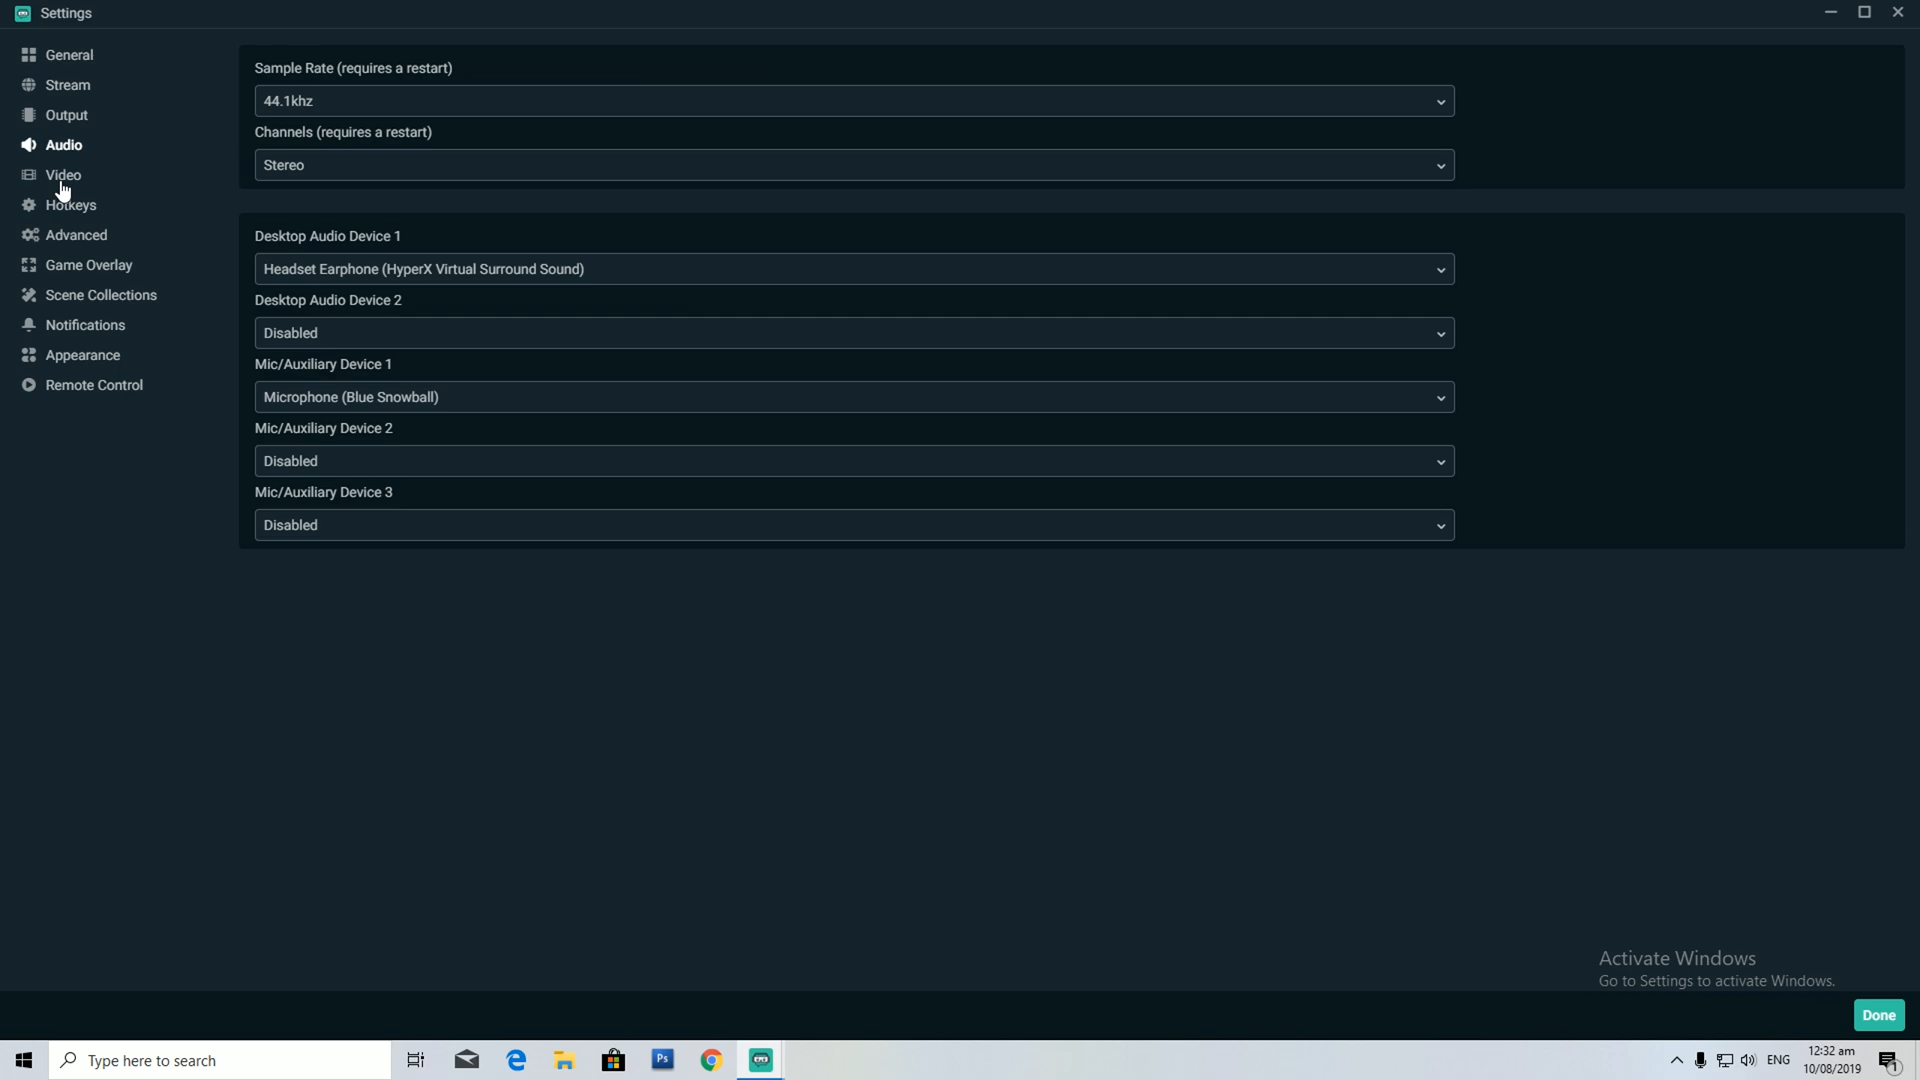 Settings
General
Stream
Output
Audio
Video
Hotkeys
Advanced
Game Overlay
Scene Collections
Notifications
Appearance
Remote Control
Sample Rate (requires a restart)
44.1khz
Channels (requires a restart)
Stereo
Desktop Audio Device 1
Headset Earphone (HyperX Virtual Surround Sound)
Desktop Audio Device 2
Disabled
Mic/Auxiliary Device 1
Microphone (Blue Snowball)
Mic/Auxiliary Device 2
Disabled
Mic/Auxiliary Device 3
Disabled
Activate Windows
Go to Settings to activate Windows.
Done
Type here to search
Ps
ENG
12:32 am
10/08/2019
1